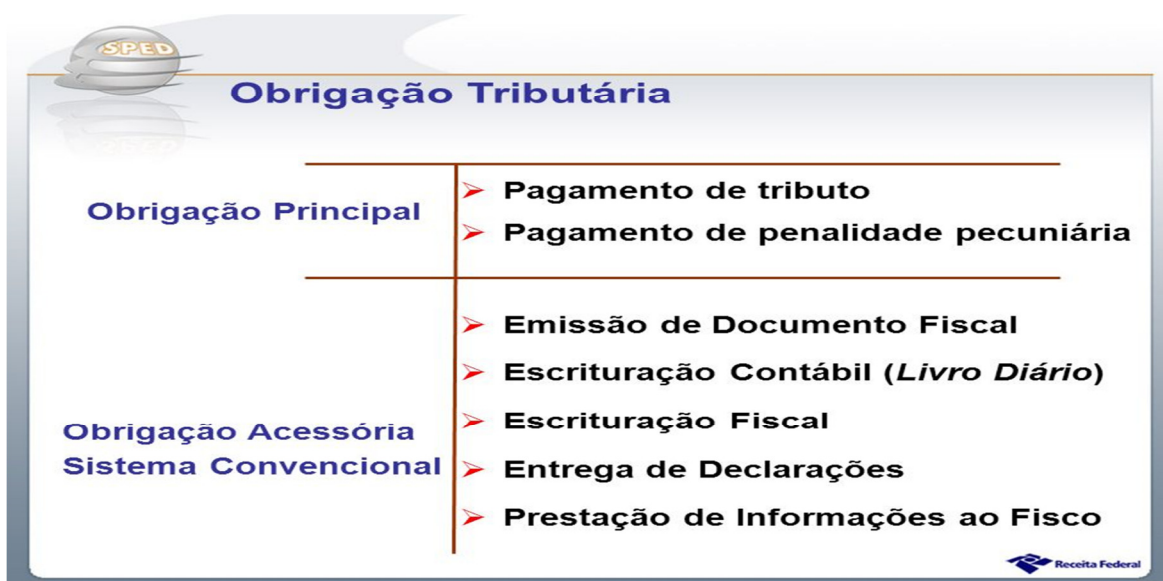 SPED
Obrigação Tributária
Obrigação Principal
Pagamento de tributo
Pagamento de penalidade pecuniária
Obrigação Acessória
Sistema Convencional
Emissão de Documento Fiscal
Escrituração Contábil (Livro Diário)
Escrituração Fiscal
Entrega de Declarações
Prestação de Informações ao Fisco
Receita Federal